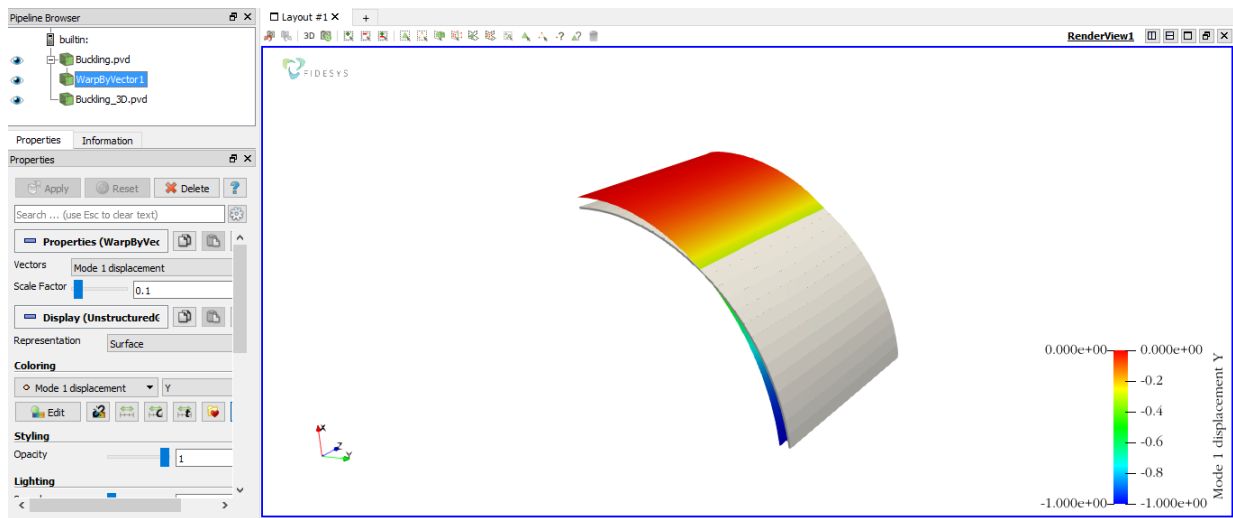 Pipeline Browser
builtin:
Buckling.pvd
WarpByVector1
Buckling_3D.pvd
Properties Information
Properties
Apply Reset Delete ?
Search ... (use Esc to clear text)
Properties (WarpByVec
Vectors Mode 1 displacement
Scale Factor 0.1
Display (UnstructuredG
Representation Surface
Coloring
Mode 1 displacement Y
Edit
Styling
Opacity 1
Lighting
Layout #1 X +
3D
RenderView1
FIDESYS
X
Z
Y
0.000e+00 0.000e+00
-0.2
-0.4
-0.6
-0.8
-1.000e+00 -1.000e+00
Mode 1 displacement Y